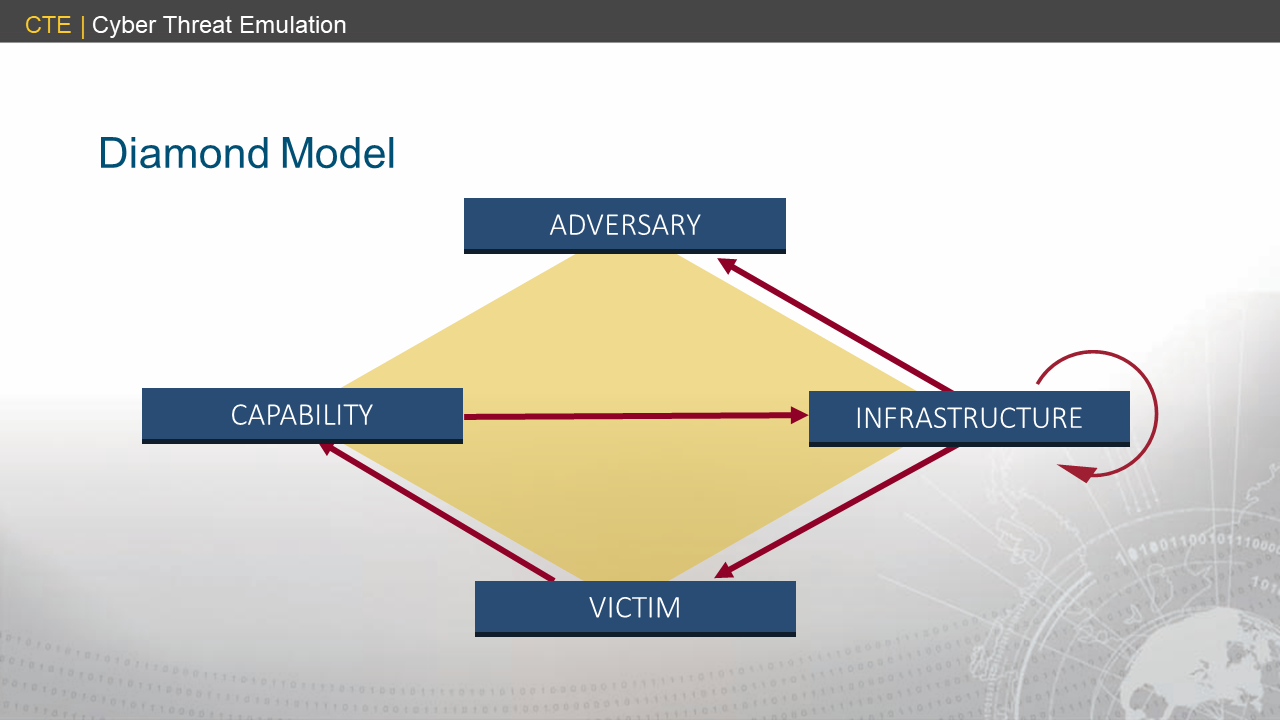 CTE | Cyber Threat Emulation
Diamond Model
ADVERSARY
CAPABILITY
INFRASTRUCTURE
VICTIM